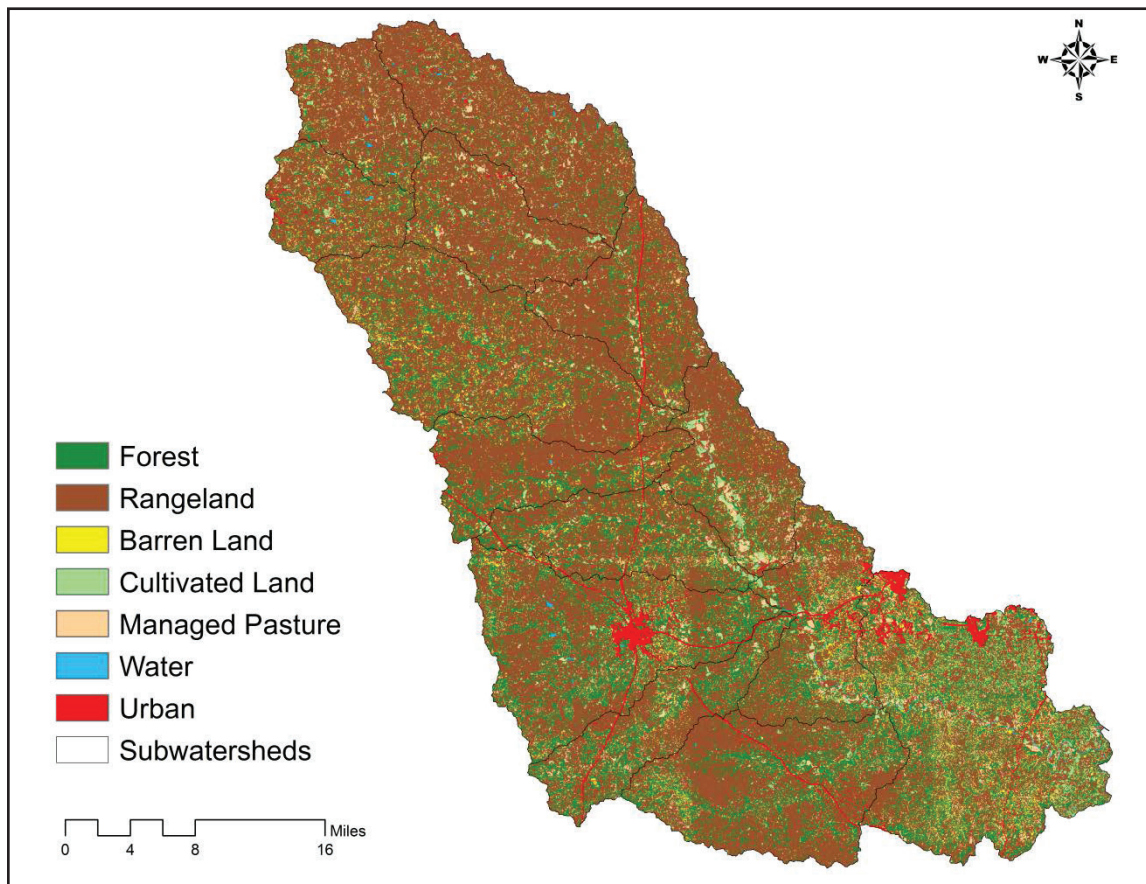 N
W E
S
Forest
Rangeland
Barren Land
Cultivated Land
Managed Pasture
Water
Urban
Subwatersheds
Miles
0 4 8 16